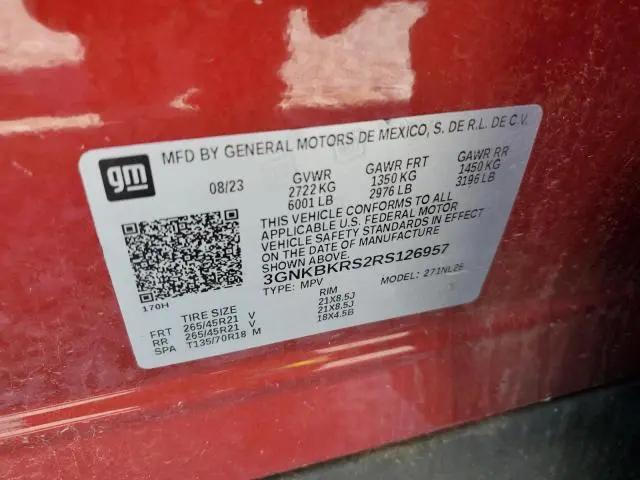 gm
MFD BY GENERAL MOTORS DE MEXICO, S. DE R.L. DE C.V.
08/23 GVWR GAWR FRT GAWR RR
2722 KG 1350 KG 1450 KG
6001 LB 2976 LB 3196 LB
THIS VEHICLE CONFORMS TO ALL
APPLICABLE U.S. FEDERAL MOTOR
VEHICLE SAFETY STANDARDS IN EFFECT
ON THE DATE OF MANUFACTURE
SHOWN ABOVE.
3GNKBKRS2RS126957
TYPE: MPV MODEL: 271NL26
170H
TIRE SIZE RIM
FRT 265/45R21 V 21X8.5J
RR 265/45R21 V 21X8.5J
SPA T135/70R18 M 18X4.5B